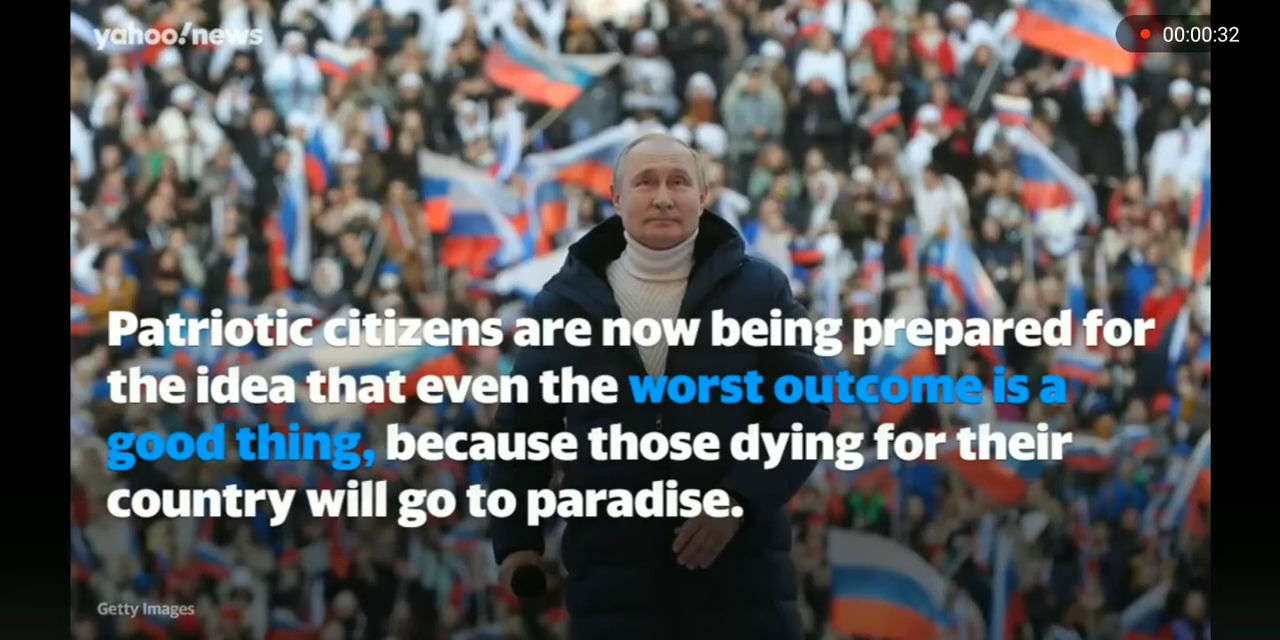 yahoo!news
00:00:32
Patriotic citizens are now being prepared for
the idea that even the worst outcome is a
good thing, because those dying for their
country will go to paradise.
Getty Images